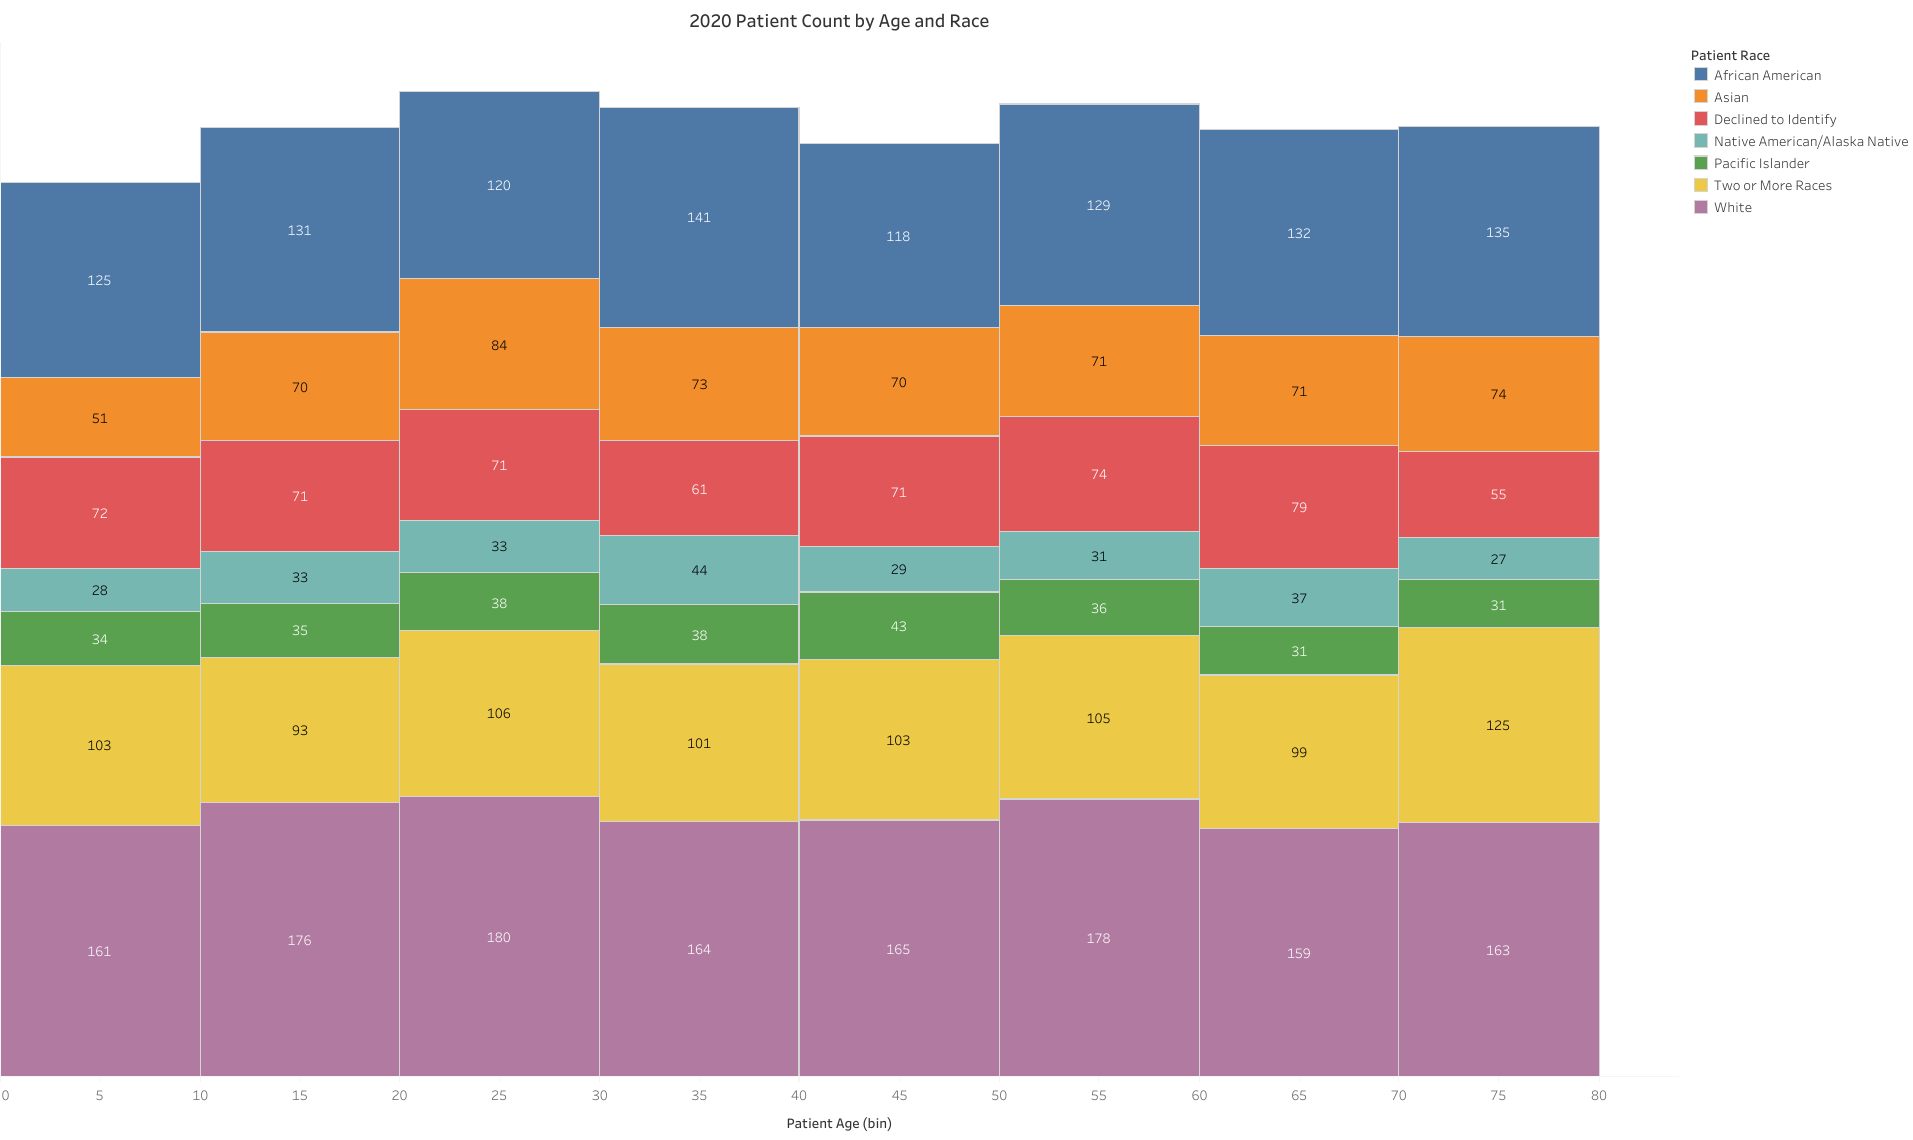 2020 Patient Count by Age and Race
Patient Race
African American
Asian
Declined to Identify
Native American/Alaska Native
Pacific Islander
Two or More Races
White
125 131 120 141 118 129 132 135
51 70 84 73 70 71 71 74
72 71 71 61 71 74 79 55
28 33 33 44 29 31 37 27
34 35 38 38 43 36 31 31
103 93 106 101 103 105 99 125
161 176 180 164 165 178 159 163
0 5 10 15 20 25 30 35 40 45 50 55 60 65 70 75 80
Patient Age (bin)